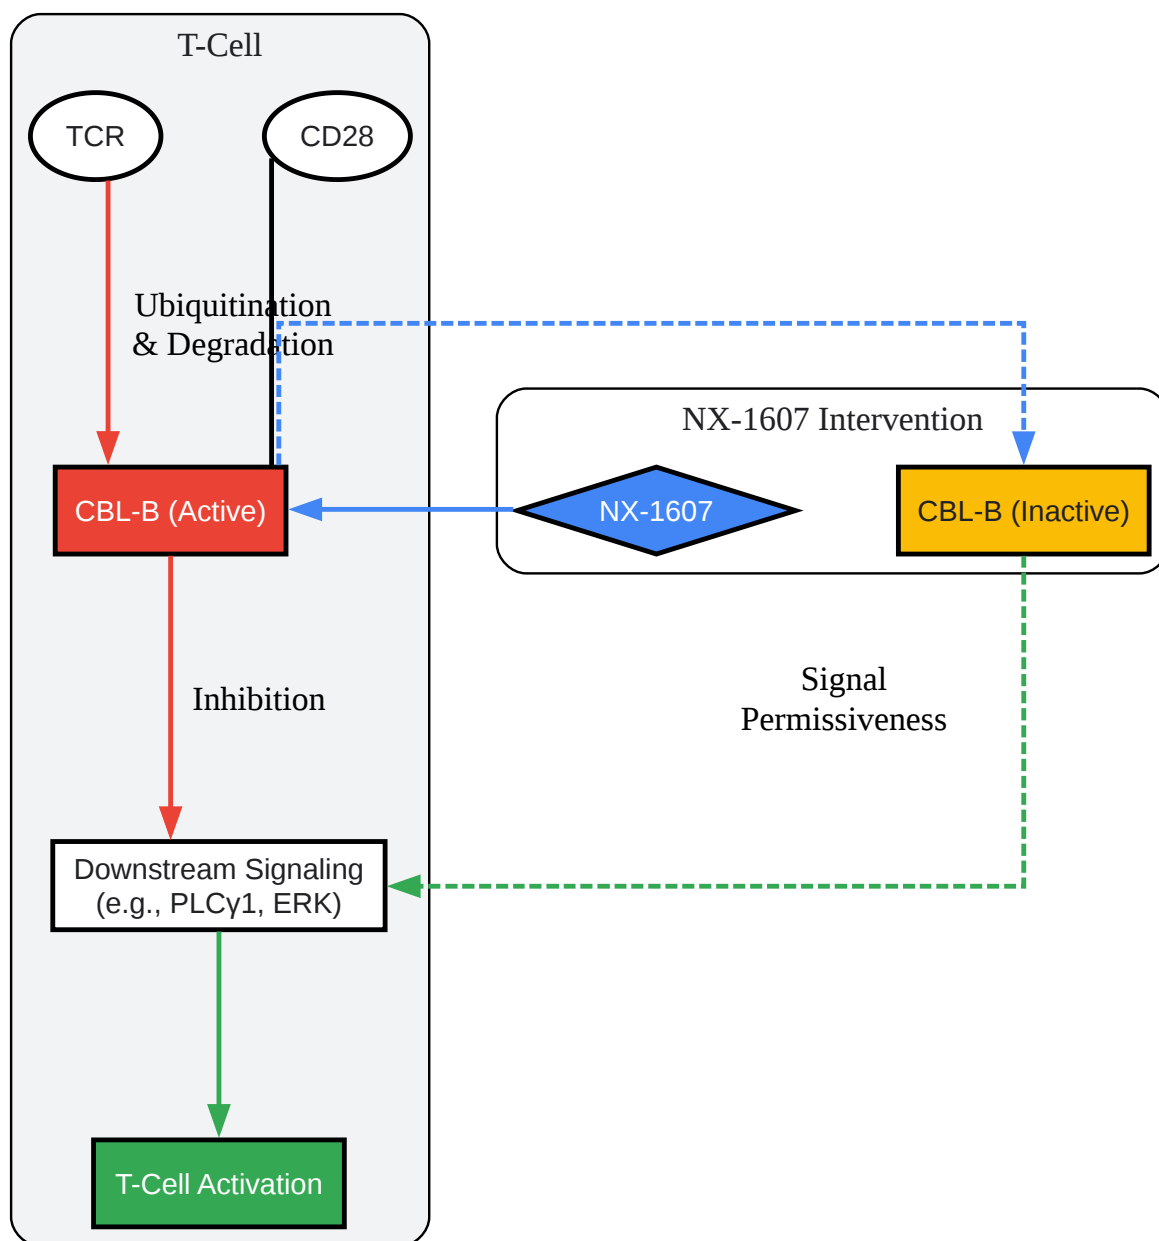 T-Cell
TCR
CD28
Ubiquitination
& Degradation
NX-1607 Intervention
CBL-B (Active)
NX-1607
CBL-B (Inactive)
Inhibition
Signal
Permissiveness
Downstream Signaling
(e.g., PLCγ1, ERK)
T-Cell Activation